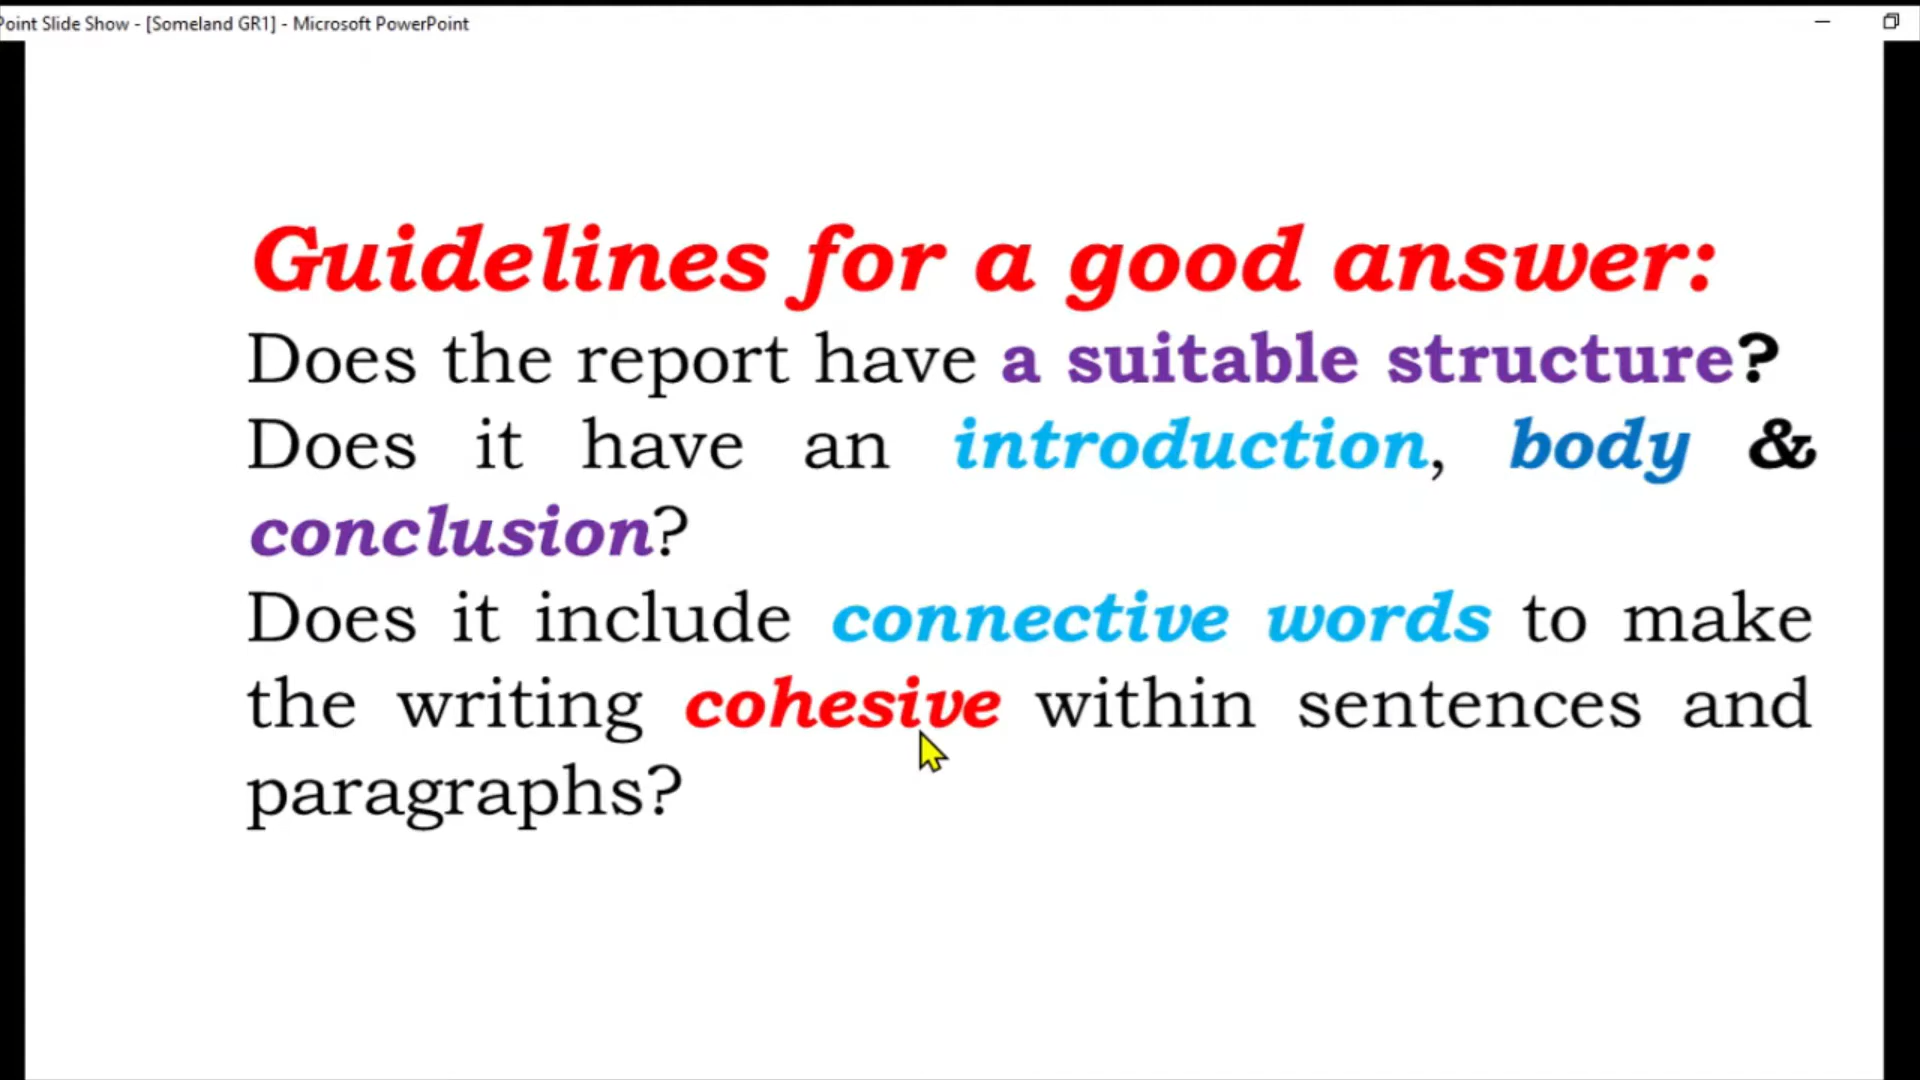 Point Slide Show - [Someland GR1] - Microsoft PowerPoint
Guidelines for a good answer:
Does the report have a suitable structure?
Does it have an introduction, body &
conclusion?
Does it include connective words to make
the writing cohesive within sentences and
paragraphs?